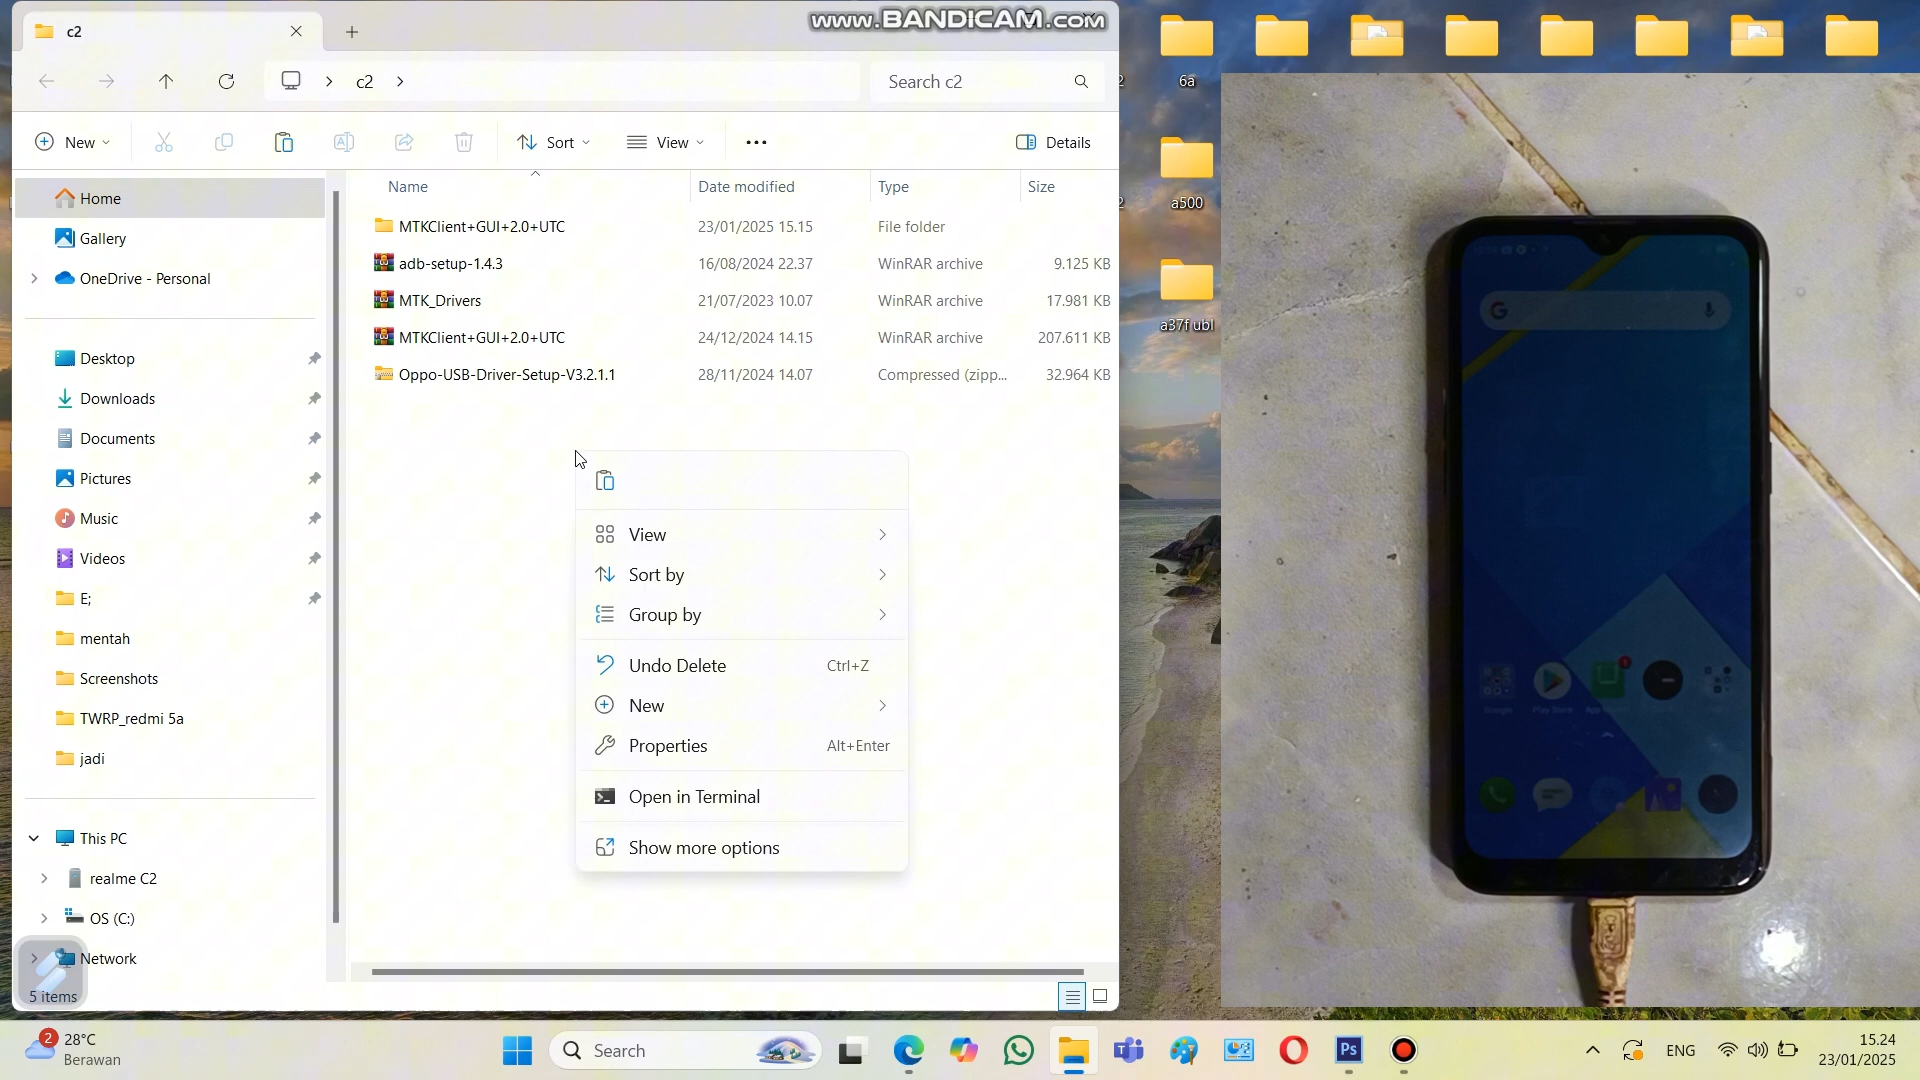 c2
www.BANDICAM.com
c2
Search c2
New
Sort
View
Details
Name
Date modified
Type
Size
MTKClient+GUI+2.0+UTC
23/01/2025 15.15
File folder
adb-setup-1.4.3
16/08/2024 22.37
WinRAR archive
9.125 KB
MTK_Drivers
21/07/2023 10.07
WinRAR archive
17.981 KB
MTKClient+GUI+2.0+UTC
24/12/2024 14.15
WinRAR archive
207.611 KB
Oppo-USB-Driver-Setup-V3.2.1.1
28/11/2024 14.07
Compressed (zipp...
32.964 KB
Home
Gallery
OneDrive - Personal
Desktop
Downloads
Documents
Pictures
Music
Videos
E;
mentah
Screenshots
TWRP_redmi 5a
jadi
This PC
realme C2
OS (C:)
Network
5 items
View
Sort by
Group by
Undo Delete
Ctrl+Z
New
Properties
Alt+Enter
Open in Terminal
Show more options
2
6a
2
a500
a37f ubl
Google
Play Store
2
28°C
Berawan
Search
Ps
ENG
15.24
23/01/2025